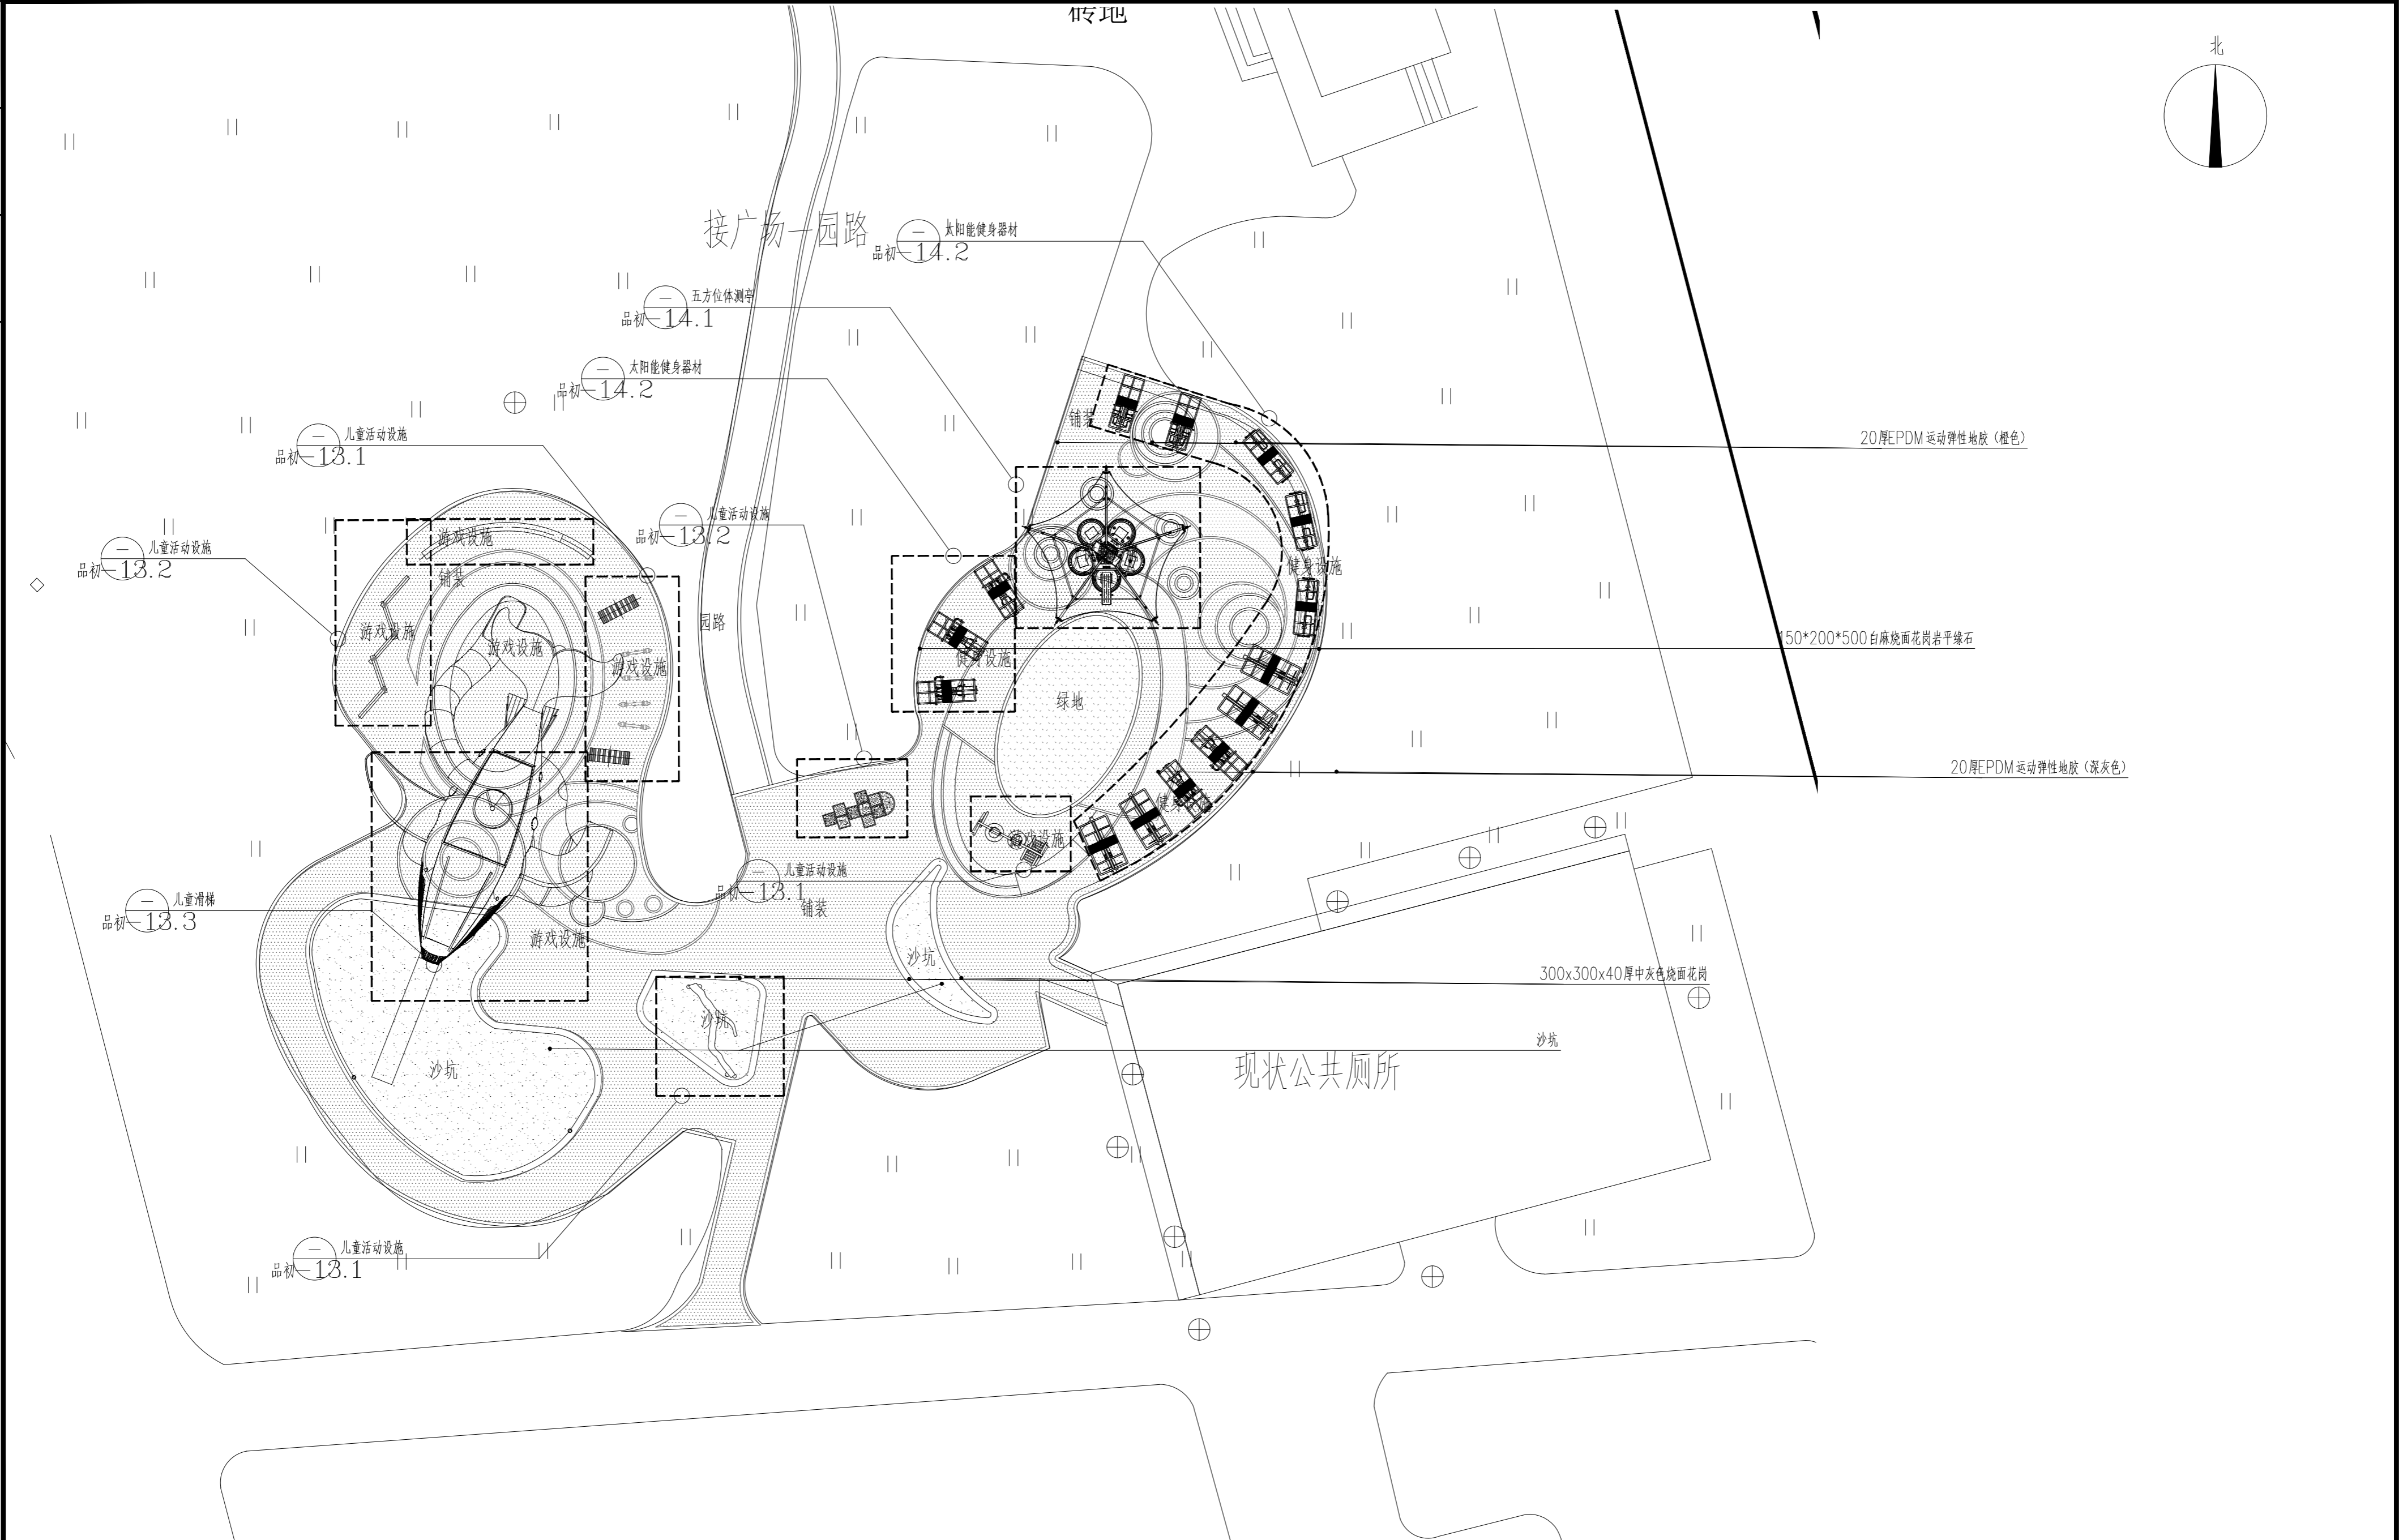 砖地
北
接广场一园路
太阳能健身器材
品初-14.2
五方位体测亭
品初-14.1
太阳能健身器材
品初-14.2
铺装
儿童活动设施
品初-13.1
20厚EPDM运动弹性地胶（橙色）
儿童活动设施
品初-13.2
游戏设施
儿童活动设施
品初-13.2
铺装
健身设施
游戏设施
园路
150*200*500白麻烧面花岗岩平缘石
游戏设施
游戏设施
健身设施
绿地
20厚EPDM运动弹性地胶（深灰色）
健身设施
游戏设施
儿童活动设施
品初-13.1
铺装
儿童滑梯
品初-13.3
游戏设施
沙坑
300x300x40厚中灰色烧面花岗
沙坑
沙坑
沙坑
现状公共厕所
儿童活动设施
品初-13.1